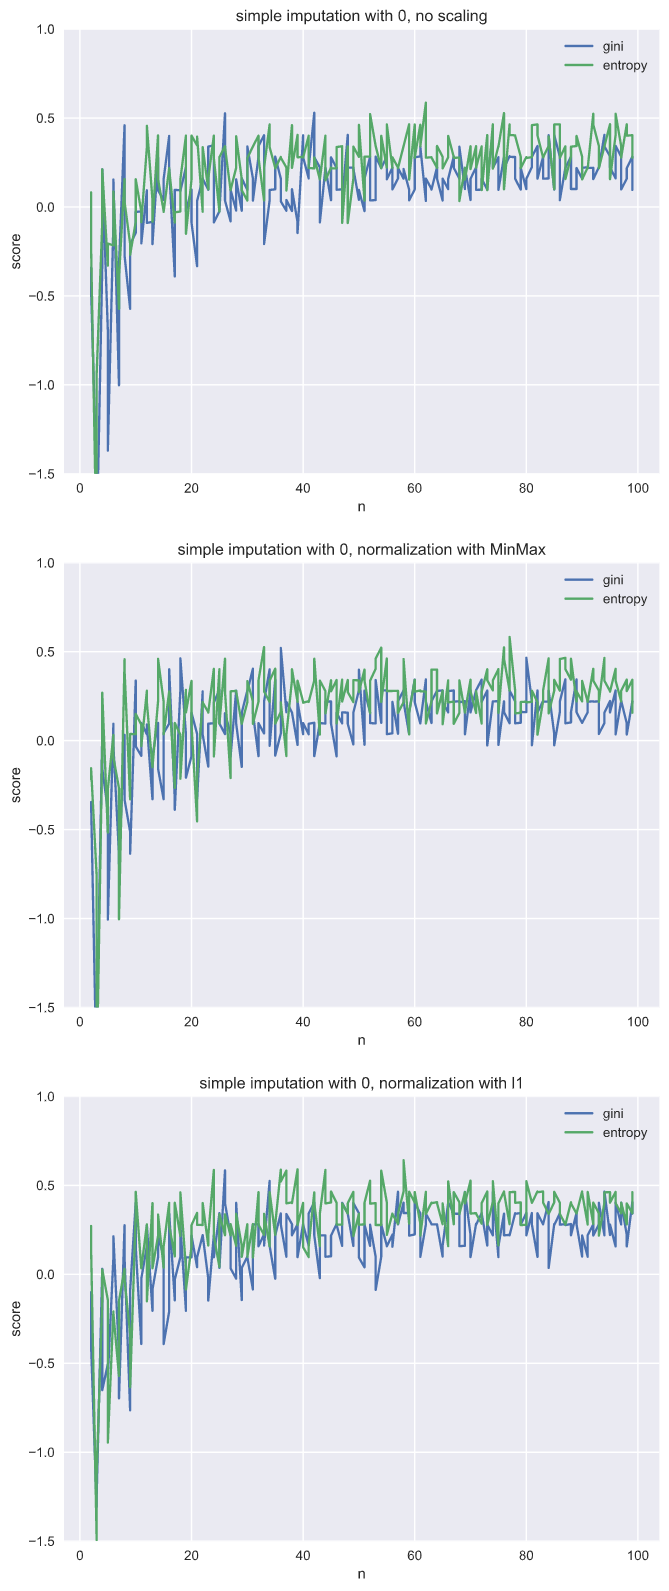 simple imputation with 0, no scaling
1.0
gini
entropy
0.5
0.0
score
−0.5
−1.0
−1.5
0 20 40 60 80 100
n
simple imputation with 0, normalization with MinMax
1.0
gini
entropy
0.5
0.0
score
−0.5
−1.0
−1.5
0 20 40 60 80 100
n
simple imputation with 0, normalization with l1
1.0
gini
entropy
0.5
0.0
score
−0.5
−1.0
−1.5
0 20 40 60 80 100
n